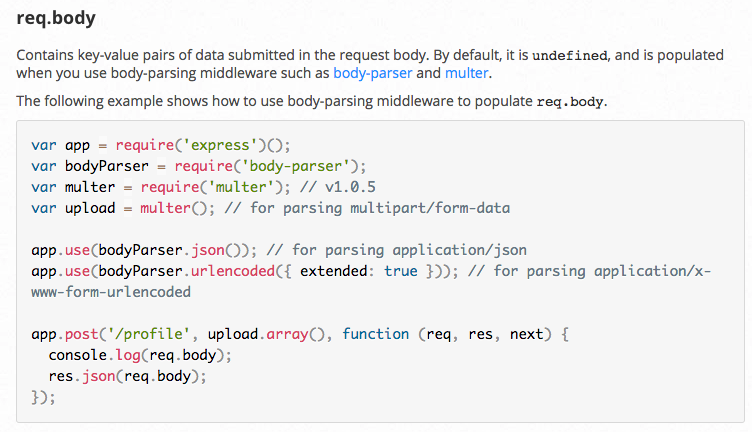 req.body
Contains key-value pairs of data submitted in the request body. By default, it is undefined, and is populated
when you use body-parsing middleware such as body-parser and multer.
The following example shows how to use body-parsing middleware to populate req.body.
var app = require('express')();
var bodyParser = require('body-parser');
var multer = require('multer'); // v1.0.5
var upload = multer(); // for parsing multipart/form-data
app.use(bodyParser.json()); // for parsing application/json
app.use(bodyParser.urlencoded({ extended: true })); // for parsing application/x-
www-form-urlencoded
app.post('/profile', upload.array(), function (req, res, next) {
  console.log(req.body);
  res.json(req.body);
});